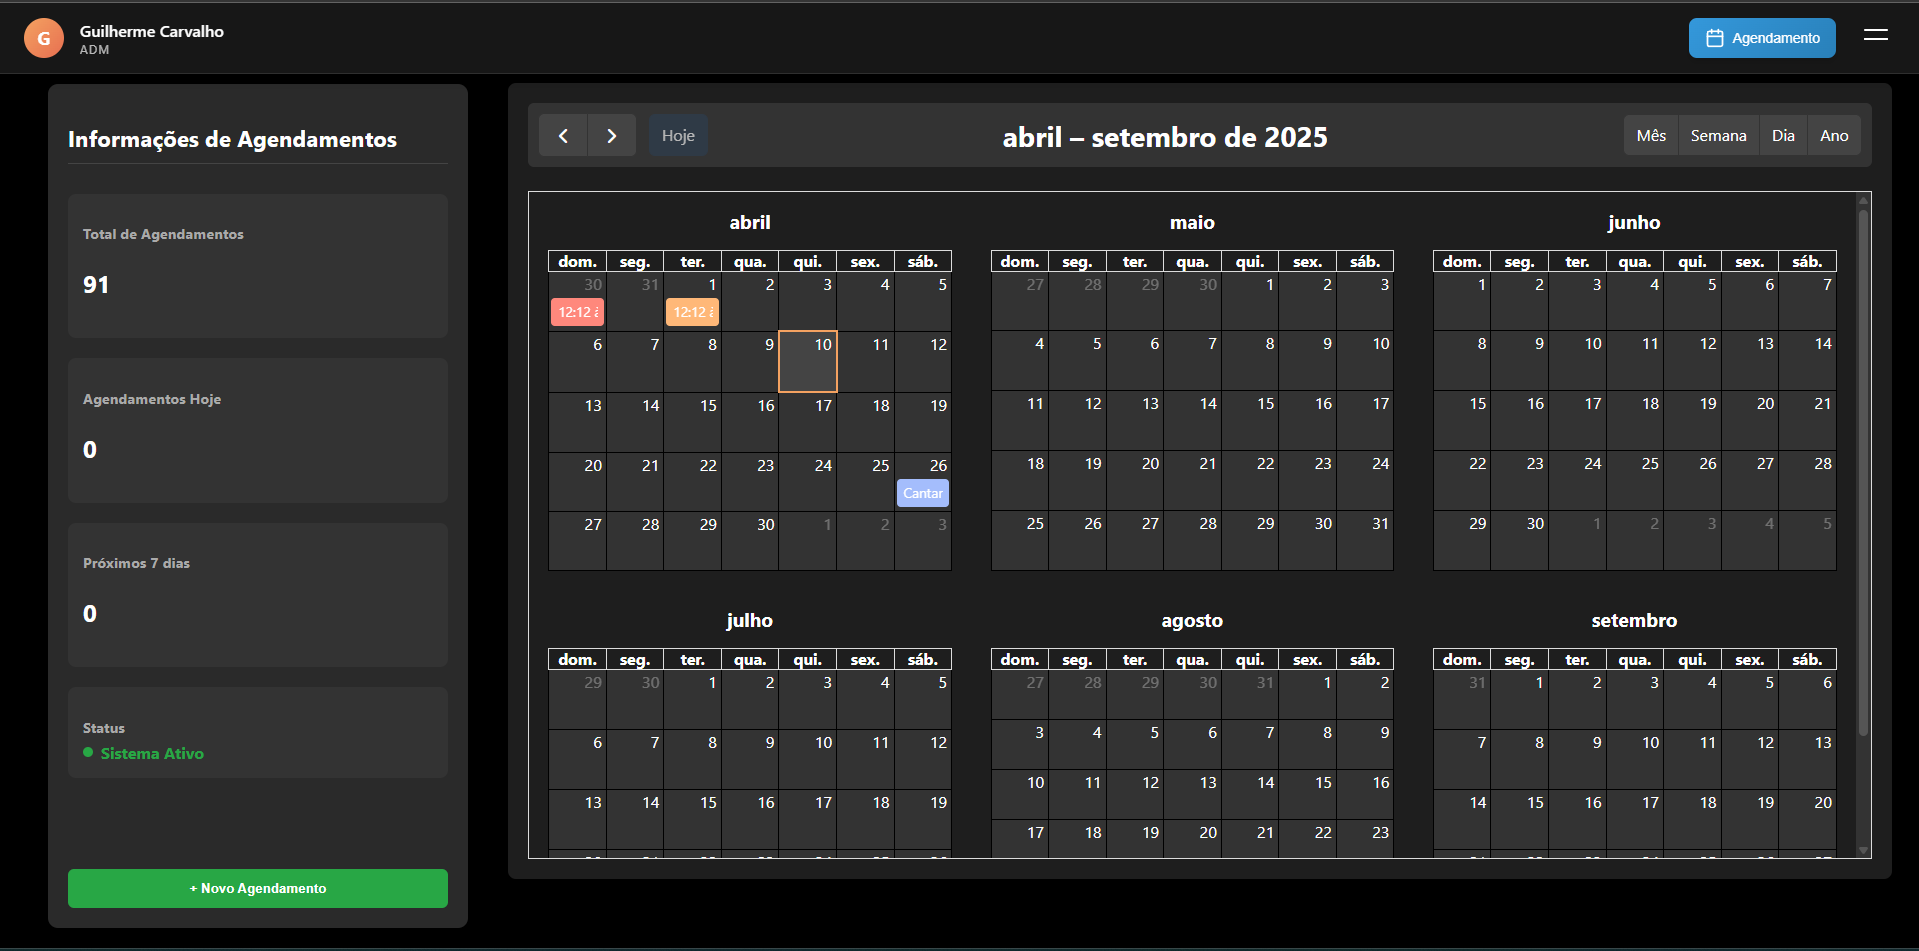 G
Guilherme Carvalho
ADM
Agendamento
Informações de Agendamentos
Total de Agendamentos
91
Agendamentos Hoje
0
Próximos 7 dias
0
Status
Sistema Ativo
+ Novo Agendamento
Hoje
abril – setembro de 2025
Mês Semana Dia Ano
abril
dom. seg. ter. qua. qui. sex. sáb.
30 31 1 2 3 4 5
12:12 12:12
6 7 8 9 10 11 12
13 14 15 16 17 18 19
20 21 22 23 24 25 26
Cantar
27 28 29 30 1 2 3
maio
dom. seg. ter. qua. qui. sex. sáb.
27 28 29 30 1 2 3
4 5 6 7 8 9 10
11 12 13 14 15 16 17
18 19 20 21 22 23 24
25 26 27 28 29 30 31
junho
dom. seg. ter. qua. qui. sex. sáb.
1 2 3 4 5 6 7
8 9 10 11 12 13 14
15 16 17 18 19 20 21
22 23 24 25 26 27 28
29 30 1 2 3 4 5
julho
dom. seg. ter. qua. qui. sex. sáb.
29 30 1 2 3 4 5
6 7 8 9 10 11 12
13 14 15 16 17 18 19
agosto
dom. seg. ter. qua. qui. sex. sáb.
27 28 29 30 31 1 2
3 4 5 6 7 8 9
10 11 12 13 14 15 16
17 18 19 20 21 22 23
setembro
dom. seg. ter. qua. qui. sex. sáb.
31 1 2 3 4 5 6
7 8 9 10 11 12 13
14 15 16 17 18 19 20